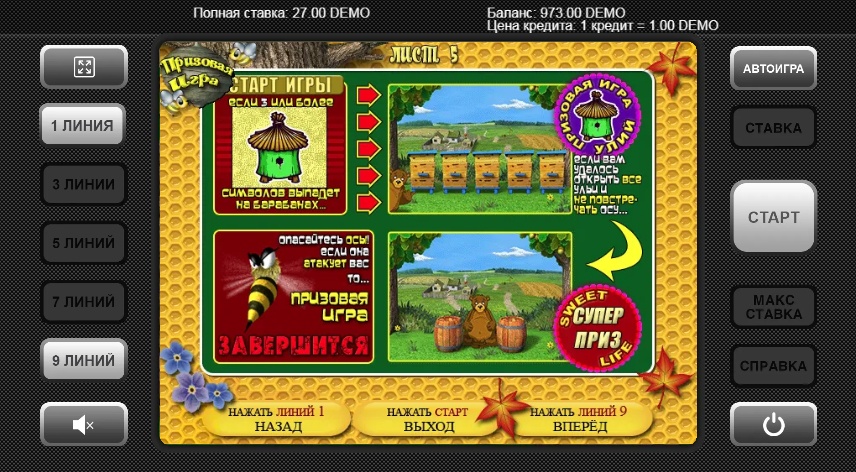 Полная ставка: 27.00 DEMO
Баланс: 973.00 DEMO
Цена кредита: 1 кредит = 1.00 DEMO
1 ЛИНИЯ
3 ЛИНИИ
5 ЛИНИЙ
7 ЛИНИЙ
9 ЛИНИЙ
ЛИСТ 5
Призовая
Игра
СТАРТ ИГРЫ
если 3 или более
символов выпадет
на барабанах...
ПРИЗОВАЯ ИГРА УЛИИ
если вам
удалось
открыть все
ульи и
не повстре-
чать осу...
опасайтесь осы!
если она
атакует вас
то...
призовая
игра
ЗАВЕРШИТСЯ
SWEET
СУПЕР
ПРИЗ
LIFE
НАЖАТЬ ЛИНИЙ 1
НАЗАД
НАЖАТЬ СТАРТ
ВЫХОД
НАЖАТЬ ЛИНИЙ 9
ВПЕРЁД
АВТОИГРА
СТАВКА
СТАРТ
МАКС
СТАВКА
СПРАВКА